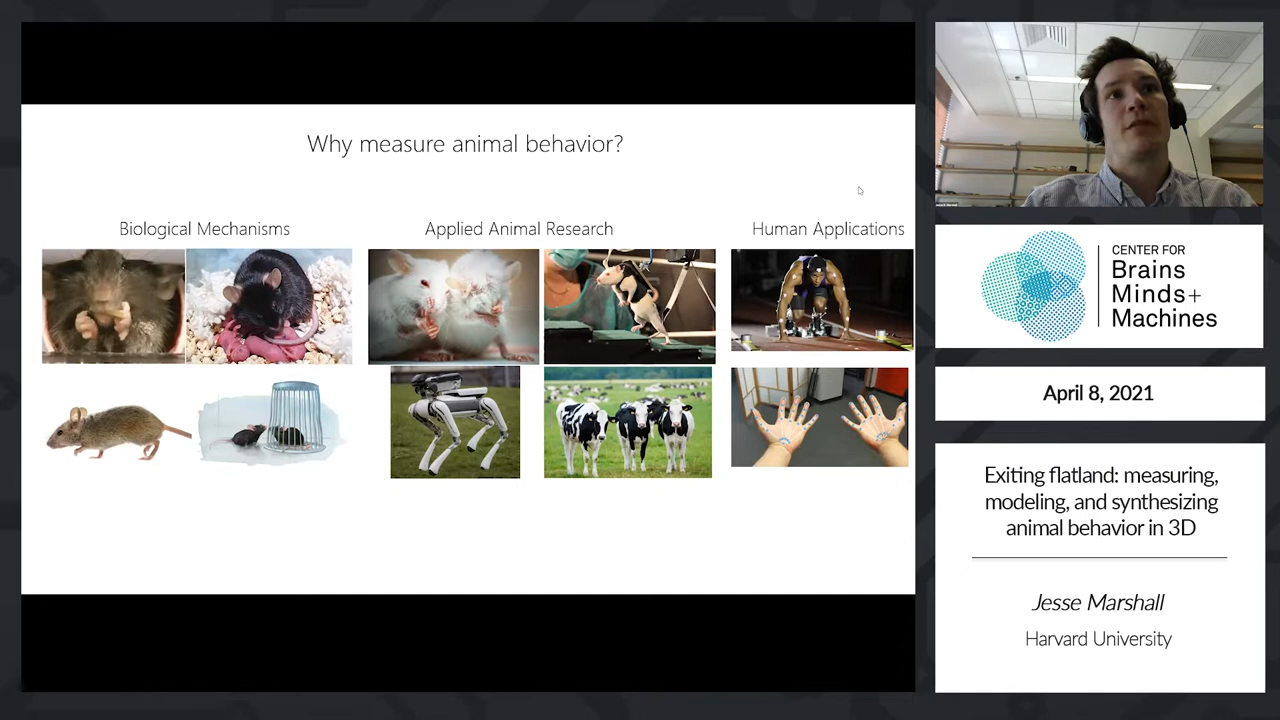 Why measure animal behavior?
Biological Mechanisms
Applied Animal Research
Human Applications
CENTER FOR
Brains
Minds+
Machines
April 8, 2021
Exiting flatland: measuring,
modeling, and synthesizing
animal behavior in 3D
Jesse Marshall
Harvard University